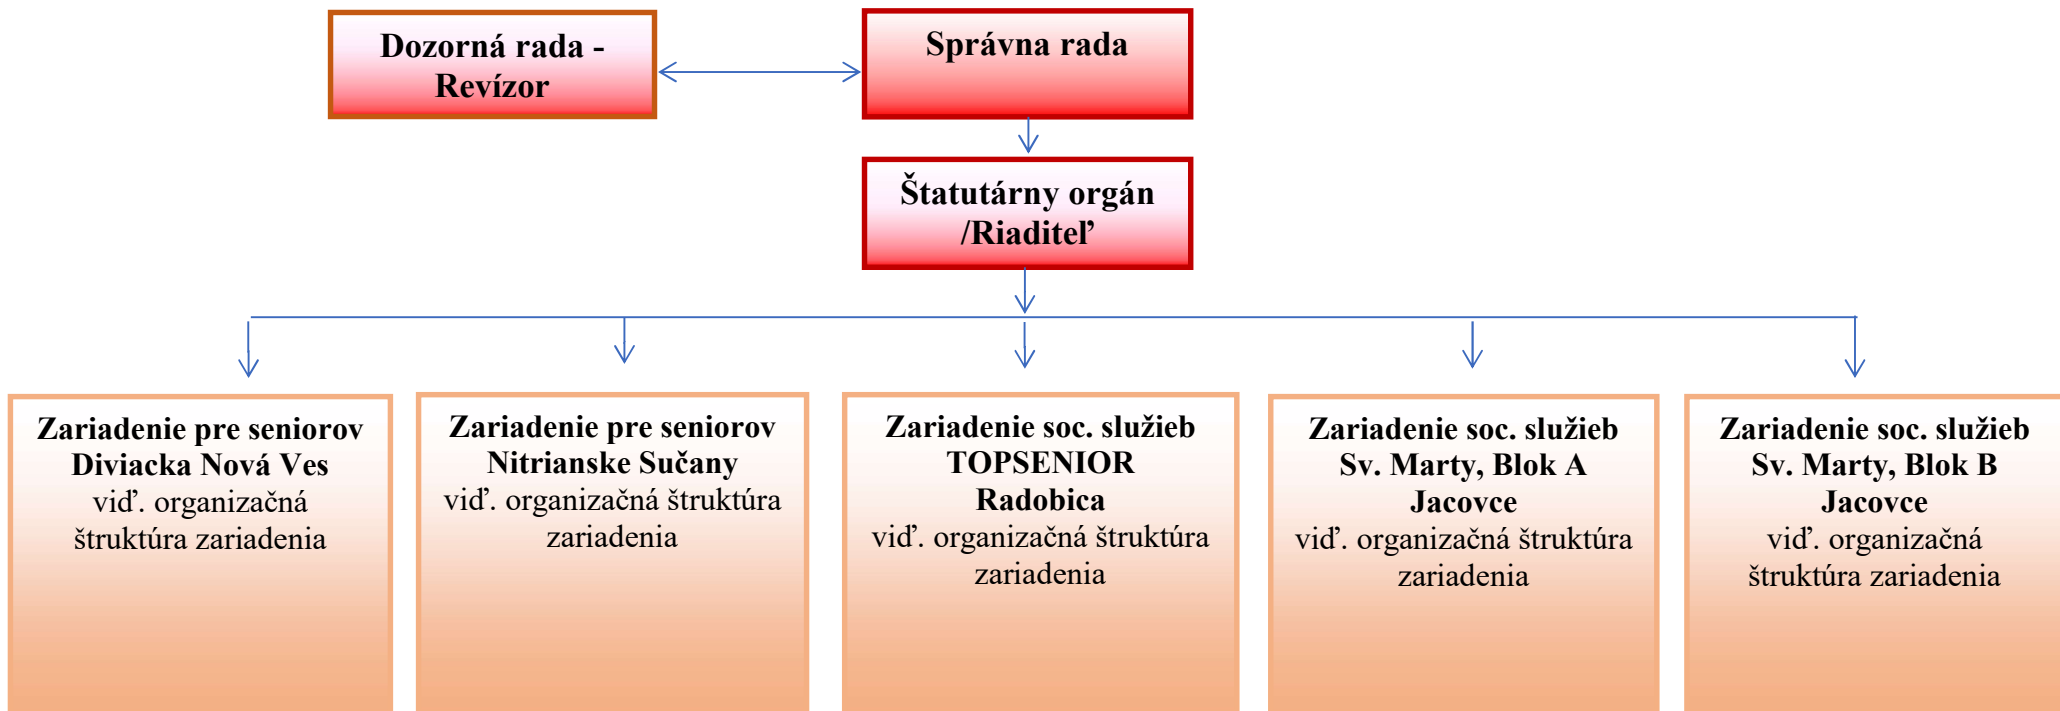 Dozorná rada -
Revízor
Správna rada
Štatutárny orgán
/Riaditeľ
Zariadenie pre seniorov
Diviacka Nová Ves
viď. organizačná
štruktúra zariadenia
Zariadenie pre seniorov
Nitrianske Sučany
viď. organizačná štruktúra
zariadenia
Zariadenie soc. služieb
TOPSENIOR
Radobica
viď. organizačná štruktúra
zariadenia
Zariadenie soc. služieb
Sv. Marty, Blok A
Jacovce
viď. organizačná štruktúra
zariadenia
Zariadenie soc. služieb
Sv. Marty, Blok B
Jacovce
viď. organizačná
štruktúra zariadenia